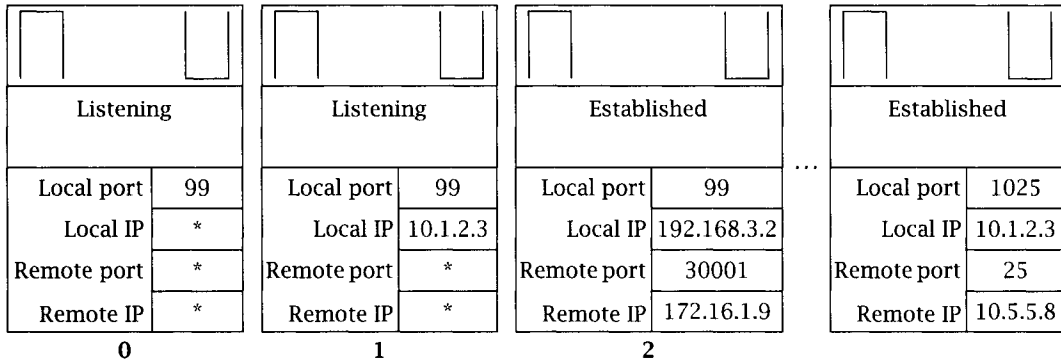 Listening Listening Established Established
...
Local port 99 Local port 99 Local port 99 Local port 1025
Local IP * Local IP 10.1.2.3 Local IP 192.168.3.2 Local IP 10.1.2.3
Remote port * Remote port * Remote port 30001 Remote port 25
Remote IP * Remote IP * Remote IP 172.16.1.9 Remote IP 10.5.5.8
0 1 2